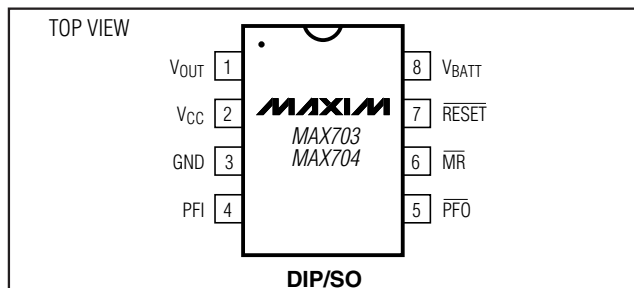 TOP VIEW
VOUT 1
VCC 2
GND 3
PFI 4
MAXIM
MAX703
MAX704
8 VBATT
7 RESET
6 MR
5 PFO
DIP/SO